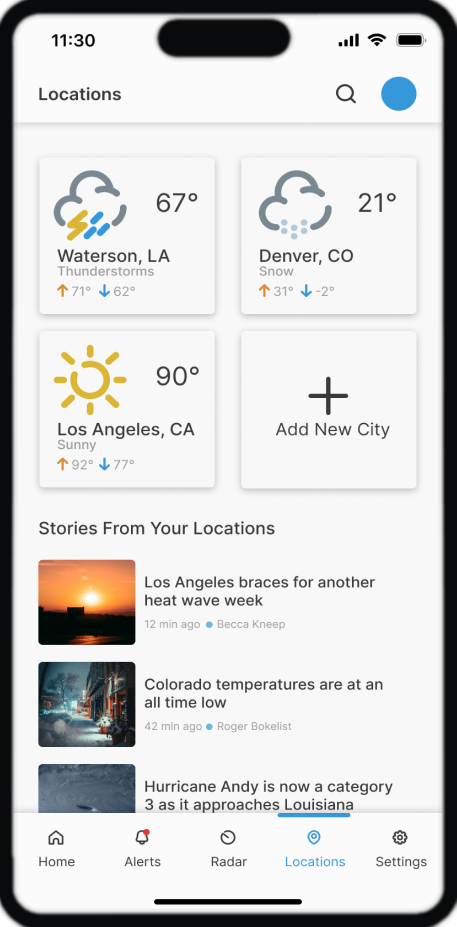 11:30
Locations
67°
Waterson, LA
Thunderstorms
71° 62°
21°
Denver, CO
Snow
31° -2°
90°
Los Angeles, CA
Sunny
92° 77°
Add New City
Stories From Your Locations
Los Angeles braces for another
heat wave week
12 min ago Becca Kneep
Colorado temperatures are at an
all time low
42 min ago Roger Bokelist
Hurricane Andy is now a category
3 as it approaches Louisiana
Home Alerts Radar Locations Settings